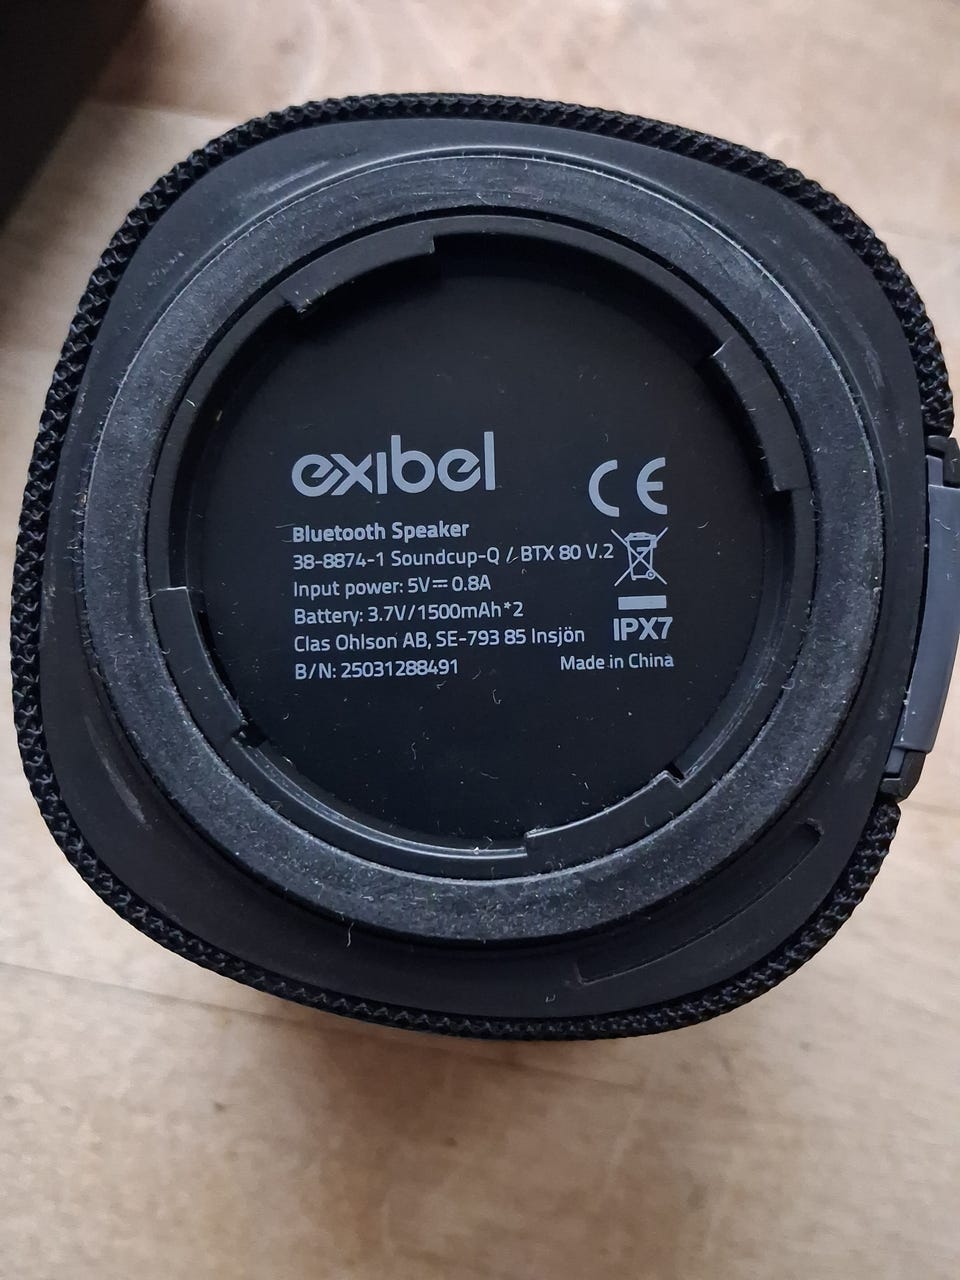 exibel
CE
Bluetooth Speaker
38-8874-1 Soundcup-Q / BTX 80 V.2
Input power: 5V⎓0.8A
Battery: 3.7V/1500mAh*2
Clas Ohlson AB, SE-793 85 Insjön
IPX7
B/N: 25031288491
Made in China